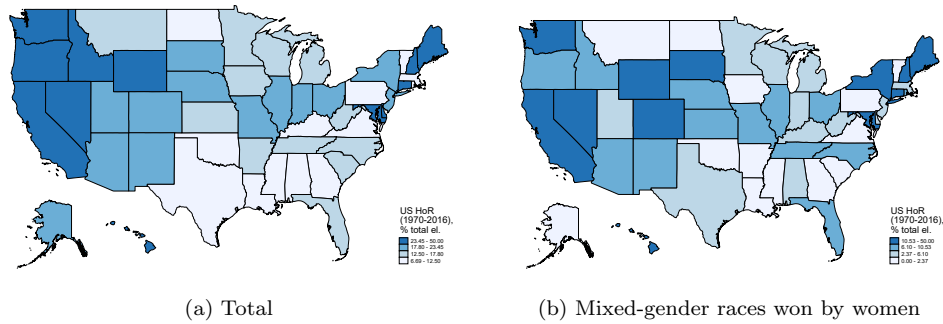 US HoR
(1970-2016),
% total el.
23.45 - 50.00
17.80 - 23.45
12.50 - 17.80
6.69 - 12.50
(a) Total
US HoR
(1970-2016),
% total el.
10.53 - 50.00
6.10 - 10.53
2.37 - 6.10
0.00 - 2.37
(b) Mixed-gender races won by women